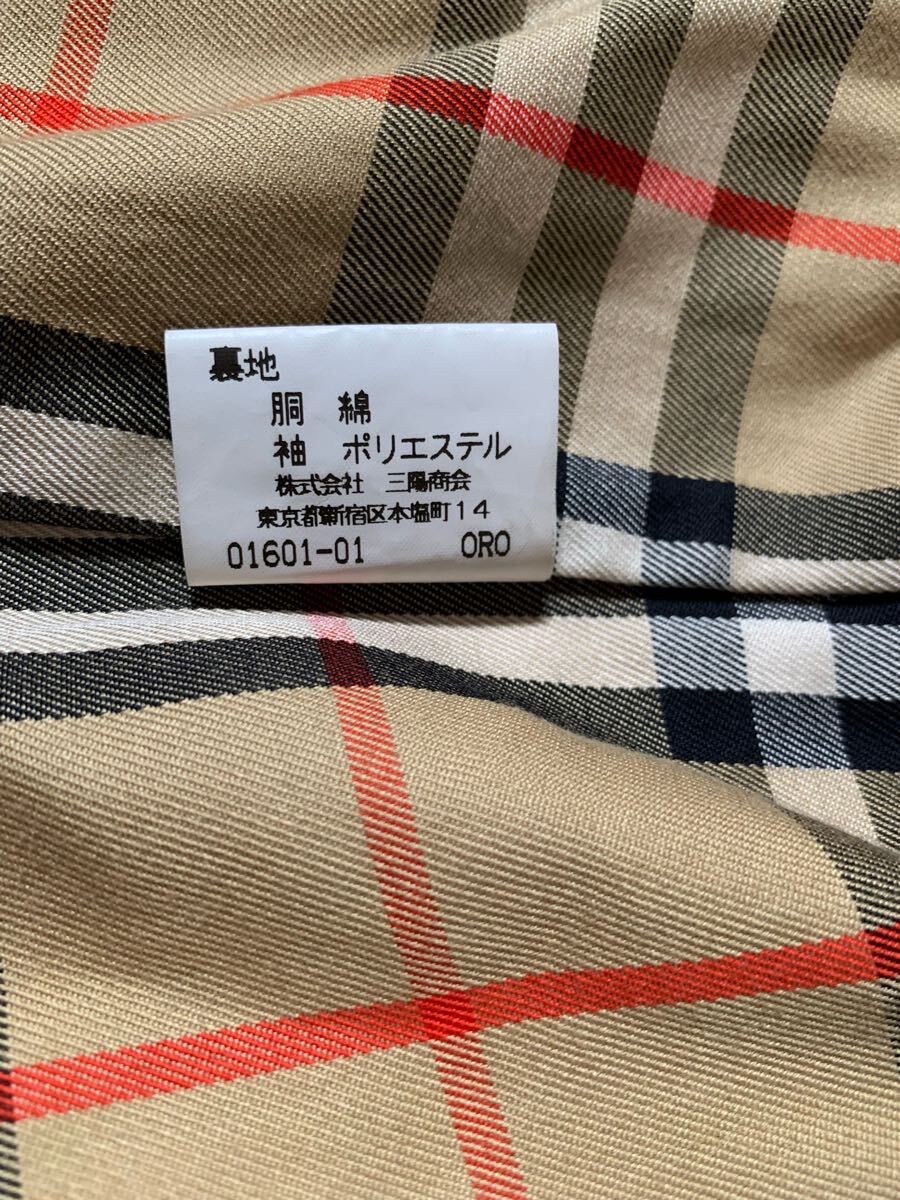 裏地
胴 綿
袖 ポリエステル
株式会社 三陽商会
東京都新宿区本塩町14
01601-01 ORO